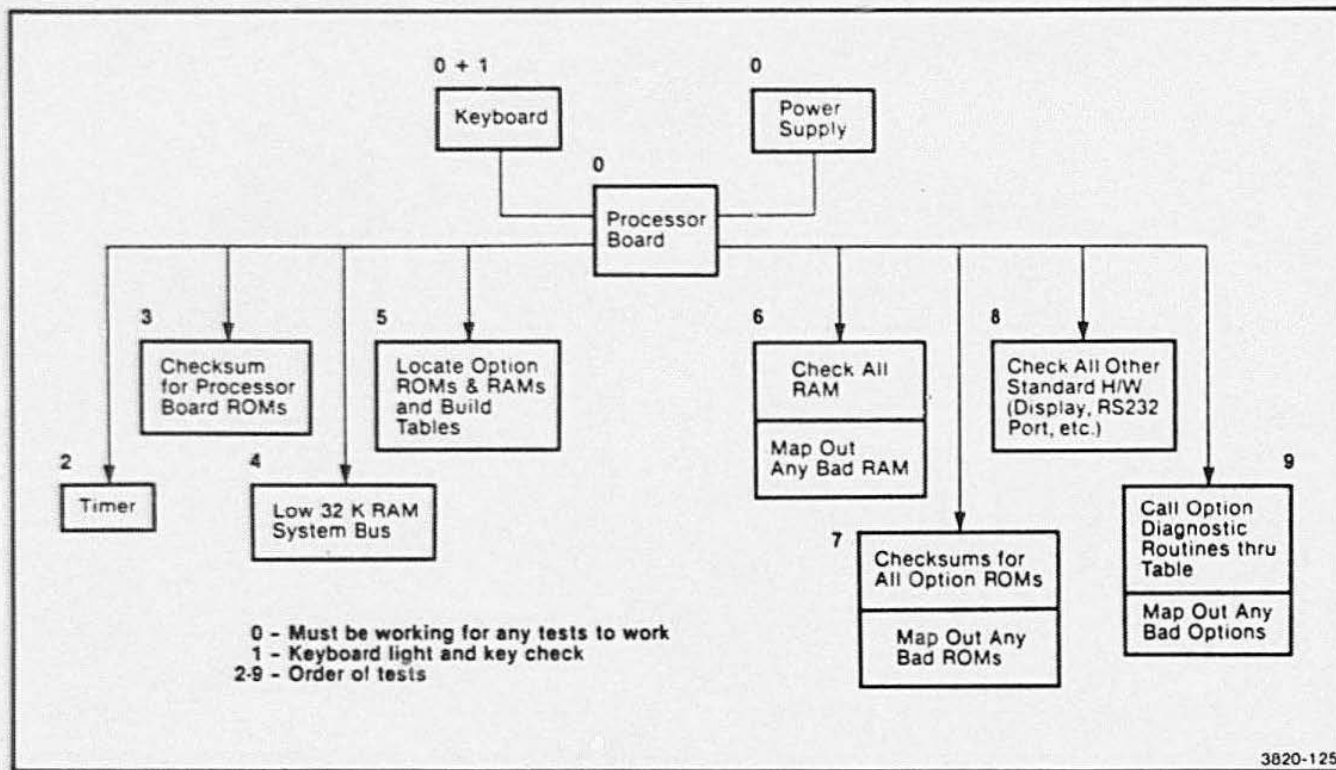 0 + 1
Keyboard
0
Power
Supply
0
Processor
Board
3
Checksum
for Processor
Board ROMs
5
Locate Option
ROMs & RAMs
and Build
Tables
6
Check All
RAM
Map Out
Any Bad RAM
8
Check All Other
Standard H/W
(Display, RS232
Port, etc.)
2
Timer
4
Low 32 K RAM
System Bus
7
Checksums for
All Option ROMs
Map Out Any
Bad ROMs
9
Call Option
Diagnostic
Routines thru
Table
Map Out Any
Bad Options
0 - Must be working for any tests to work
1 - Keyboard light and key check
2-9 - Order of tests
3820-125